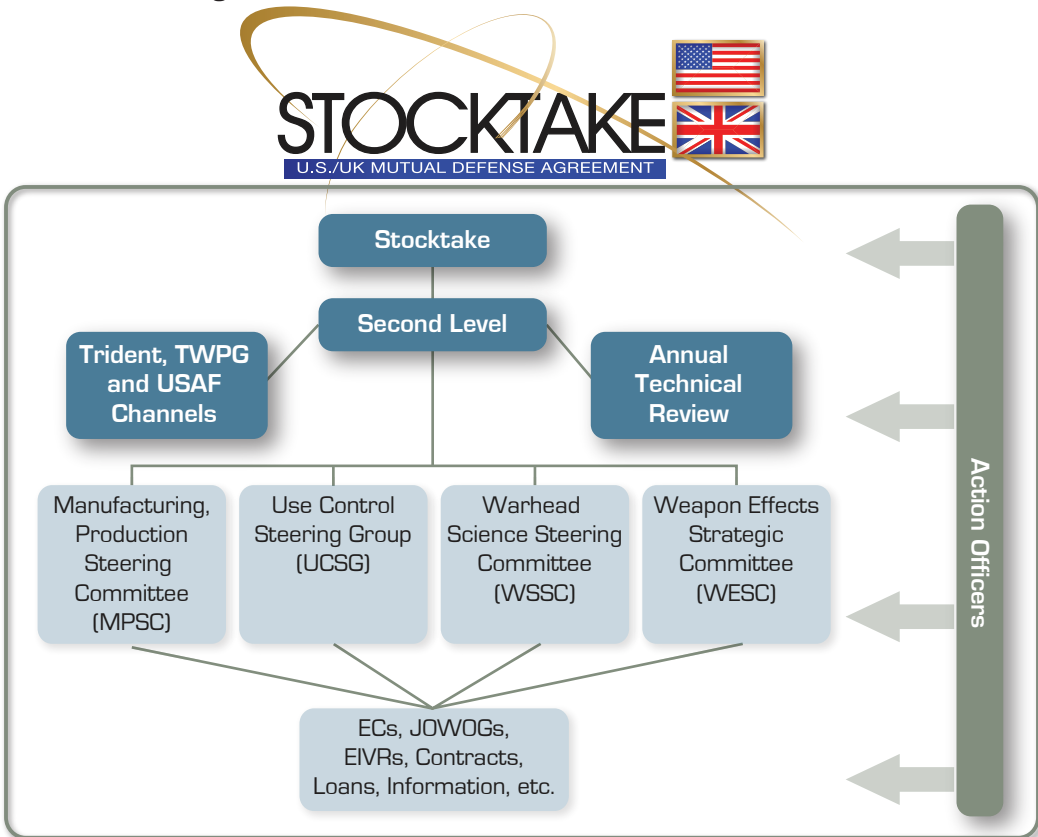 STOCKTAKE
U.S./UK MUTUAL DEFENSE AGREEMENT
Stocktake
Second Level
Trident, TWPG
and USAF
Channels
Annual
Technical
Review
Manufacturing,
Production
Steering
Committee
(MPSC)
Use Control
Steering Group
(UCSG)
Warhead
Science Steering
Committee
(WSSC)
Weapon Effects
Strategic
Committee
(WESC)
ECs, JOWOGs,
EIVRs, Contracts,
Loans, Information, etc.
Action Officers